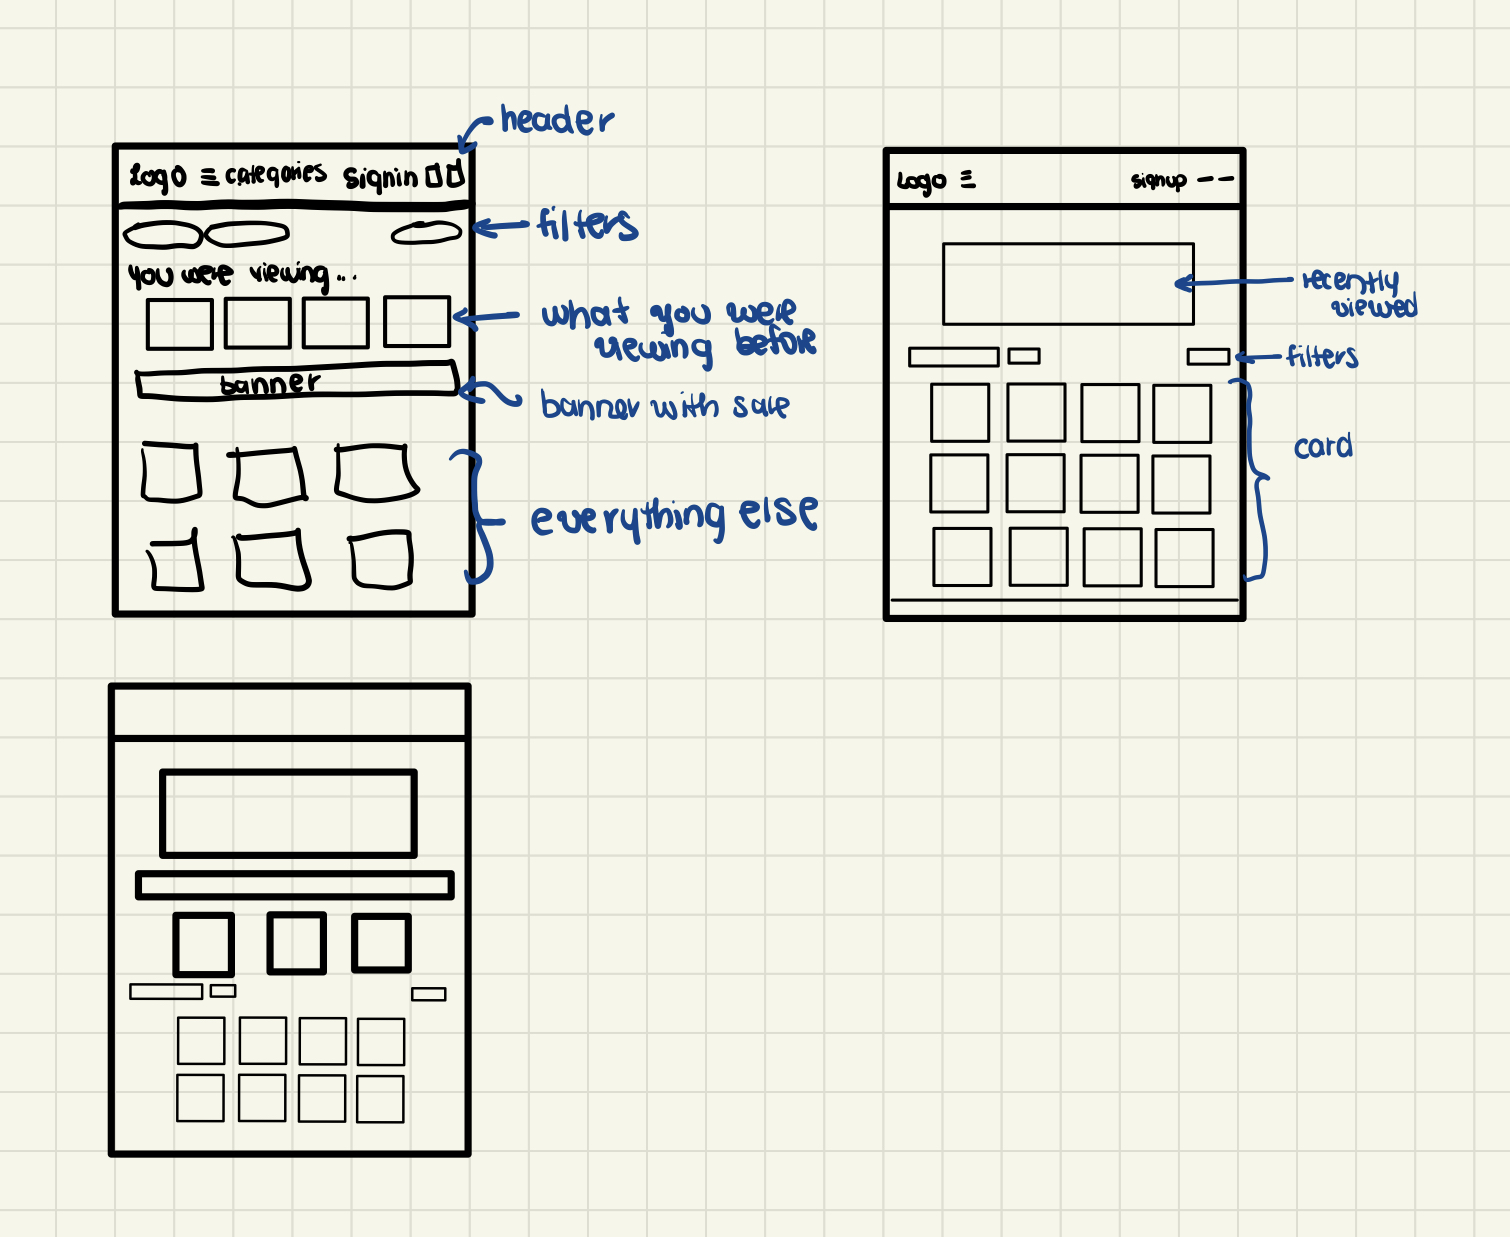 header
Logo ≡ categories signin
filters
you were viewing...
what you were
viewing before
banner
banner with sale
everything else
Logo ≡ signup --
recently
viewed
filters
card